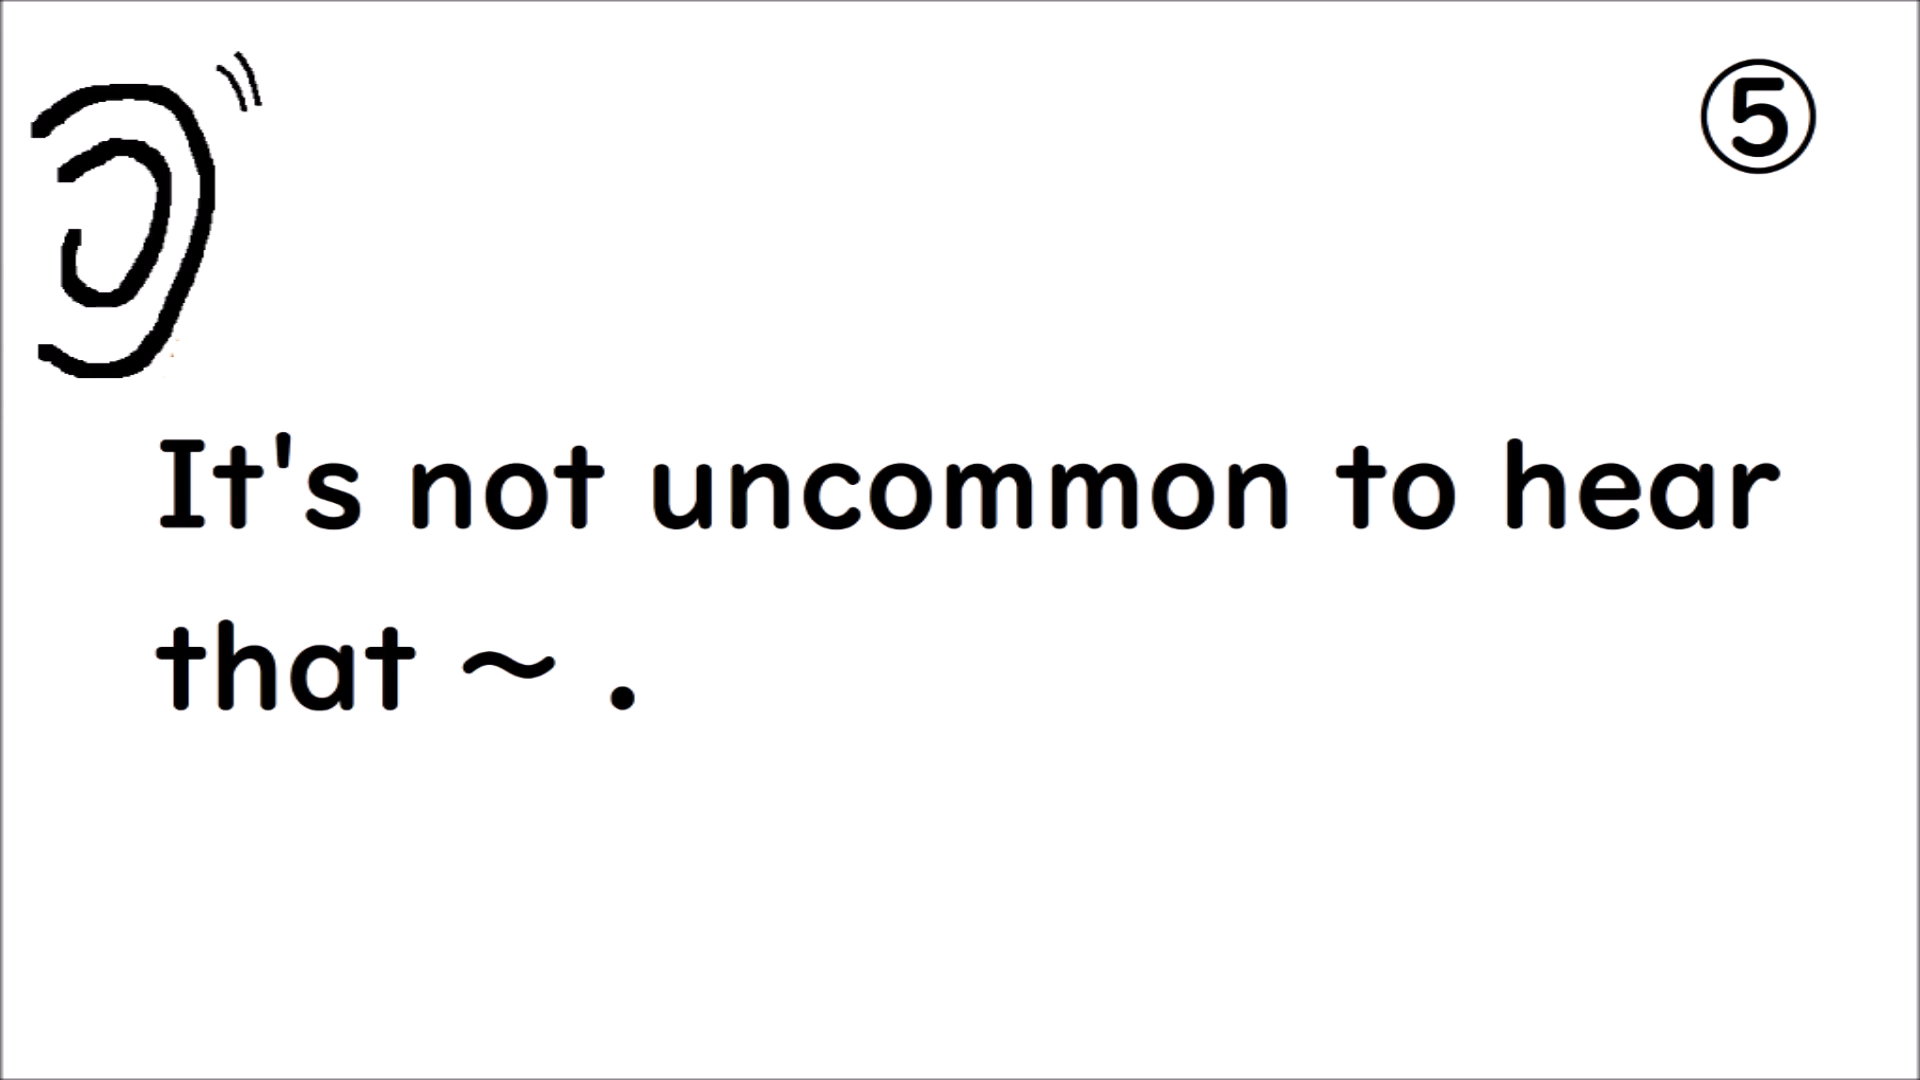 ⑤
It's not uncommon to hear
that ~ .